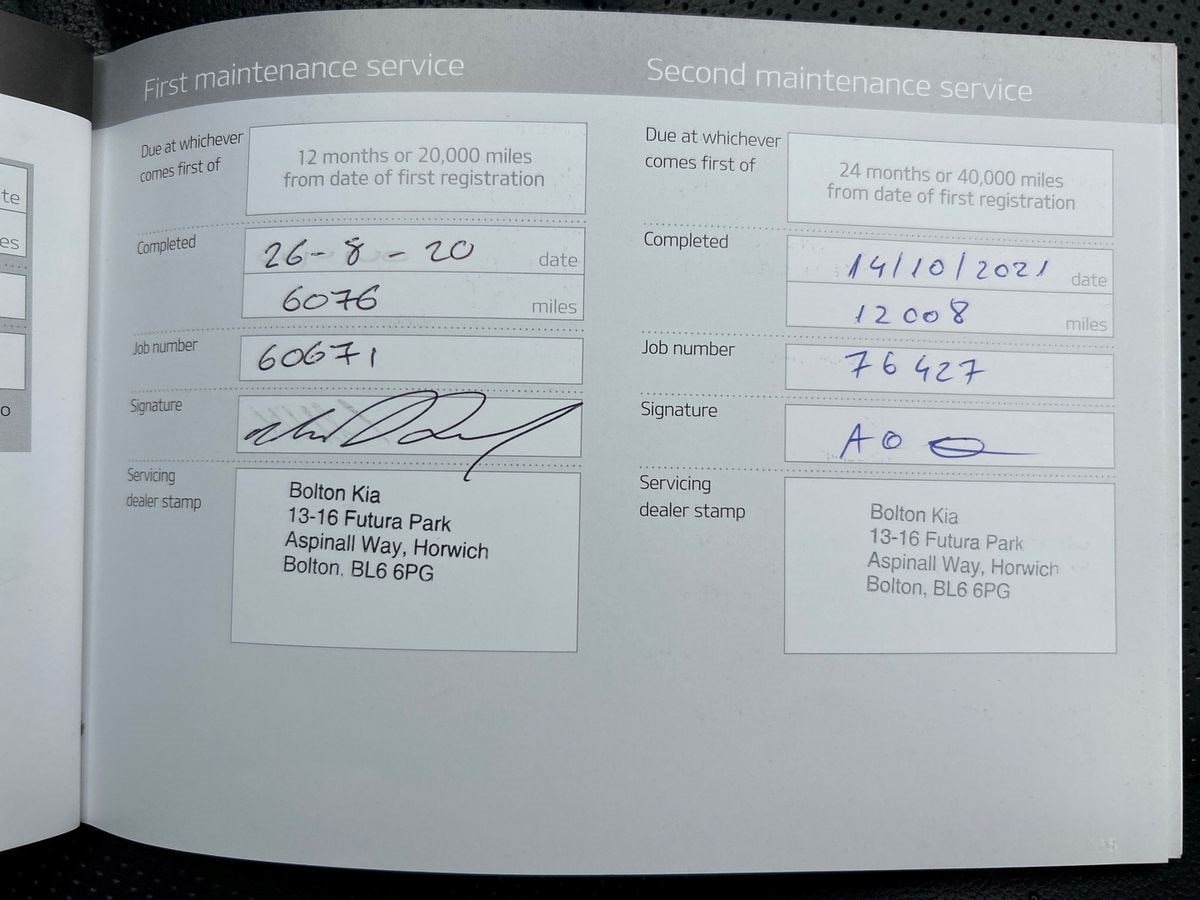 First maintenance service
Due at whichever
comes first of
12 months or 20,000 miles
from date of first registration
Completed
26-8-20 date
6076 miles
Job number
60671
Signature
Servicing
dealer stamp
Bolton Kia
13-16 Futura Park
Aspinall Way, Horwich
Bolton, BL6 6PG
Second maintenance service
Due at whichever
comes first of
24 months or 40,000 miles
from date of first registration
Completed
14/10/2021 date
12008 miles
Job number
76427
Signature
Servicing
dealer stamp
Bolton Kia
13-16 Futura Park
Aspinall Way, Horwich
Bolton, BL6 6PG